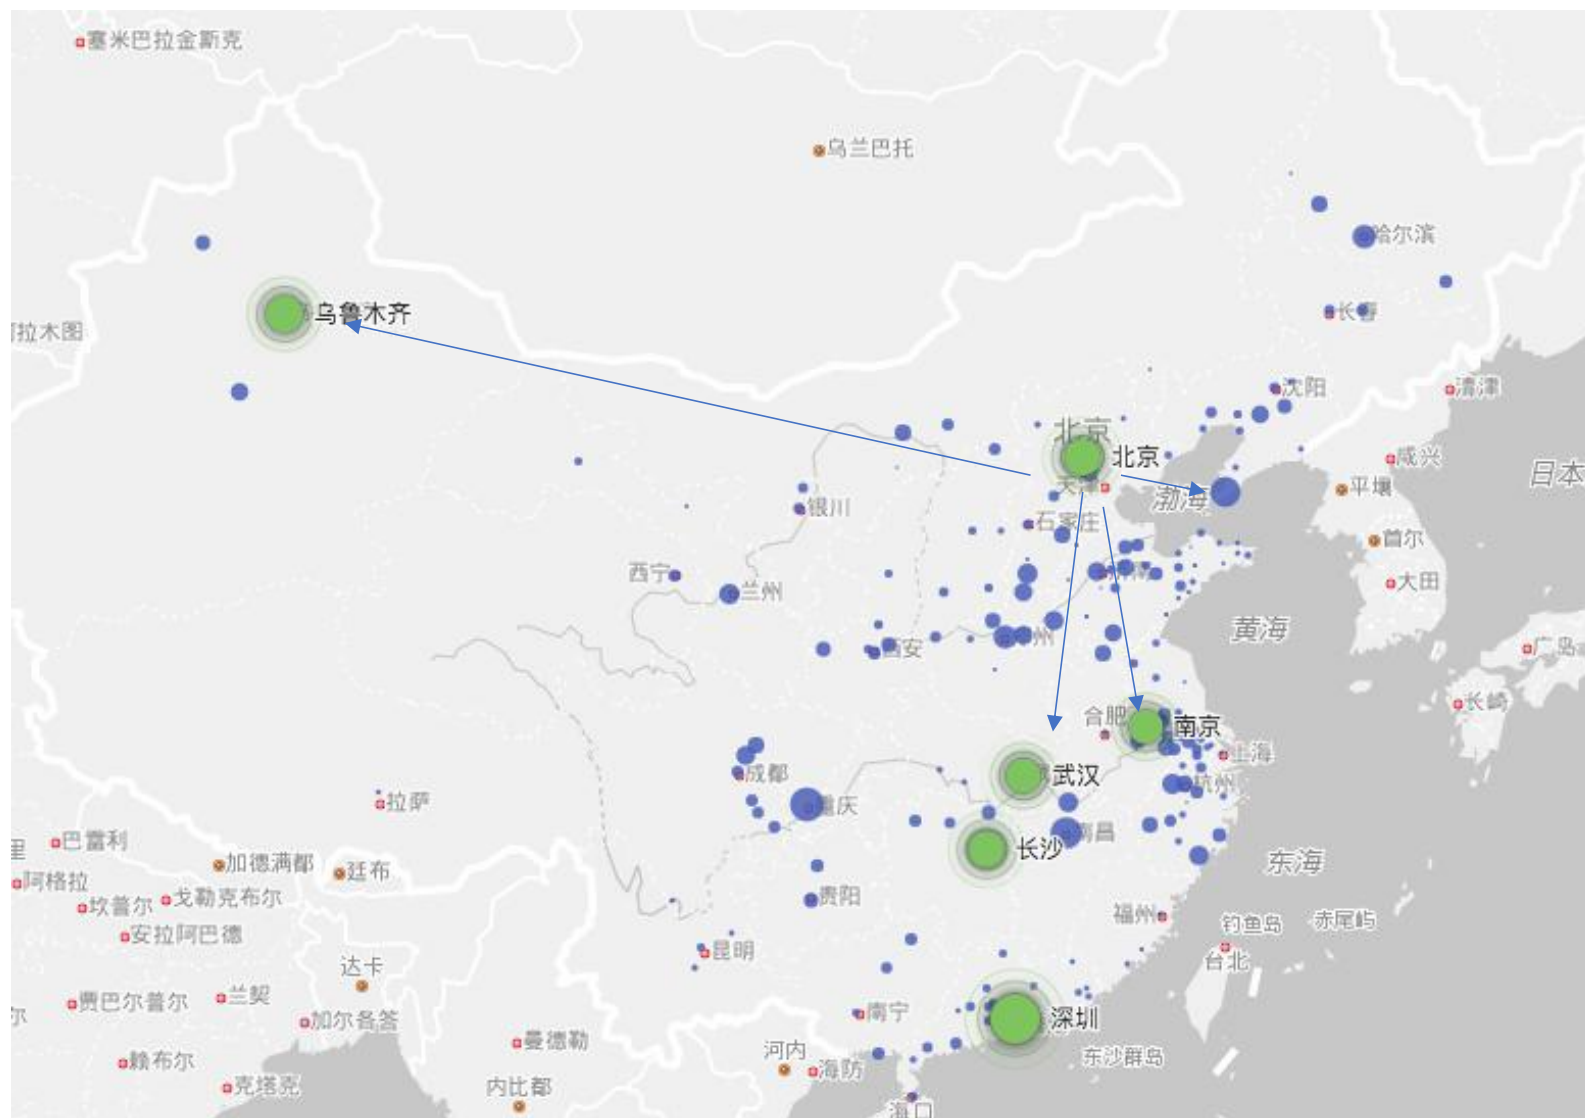 塞米巴拉金斯克
乌兰巴托
哈尔滨
乌鲁木齐
阿拉木图
长春
沈阳
清津
北京
北京
咸兴
日本
天津
渤海
平壤
银川
石家庄
首尔
西宁
兰州
济南
大田
黄海
州
西安
广岛
长崎
合肥
南京
上海
成都
武汉
杭州
拉萨
重庆
南昌
巴雷利
里
长沙
加德满都
廷布
东海
阿格拉
戈勒克布尔
坎普尔
贵阳
福州
钓鱼岛
赤尾屿
安拉阿巴德
昆明
台北
达卡
贾巴尔普尔
兰契
尔
加尔各答
南宁
深圳
曼德勒
河内
海防
东沙群岛
赖布尔
克塔克
内比都
海口